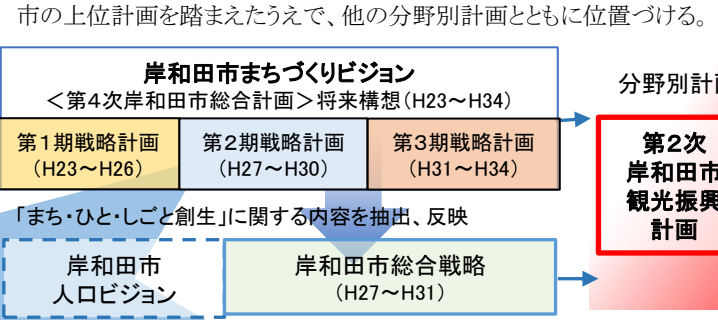 市の上位計画を踏まえたうえで、他の分野別計画とともに位置づける。
岸和田市まちづくりビジョン
＜第４次岸和田市総合計画＞将来構想（H23～H34）
第１期戦略計画
（H23～H26）
第２期戦略計画
（H27～H30）
第３期戦略計画
（H31～H34）
「まち・ひと・しごと創生」に関する内容を抽出、反映
岸和田市
人口ビジョン
岸和田市総合戦略
（H27～H31）
分野別計画
第２次
岸和田市
観光振興
計画